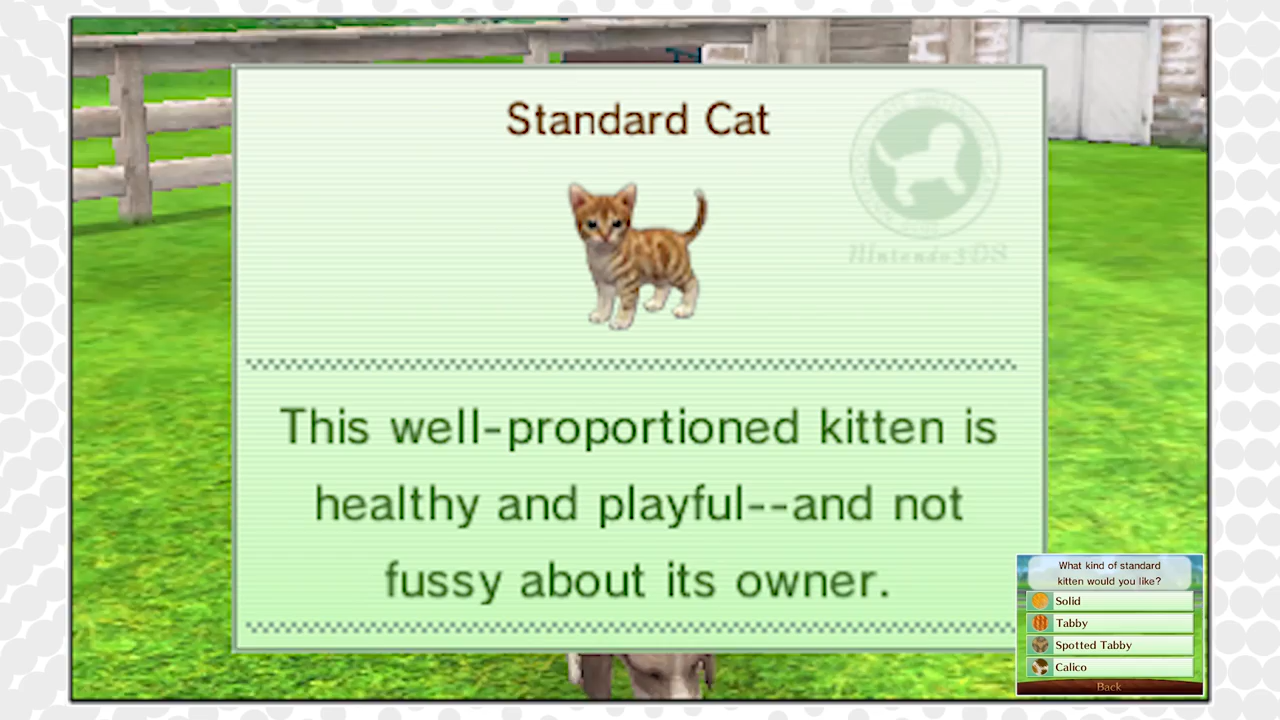 Standard Cat
Nintendo3DS
This well-proportioned kitten is
healthy and playful--and not
fussy about its owner.
What kind of standard
kitten would you like?
Solid
Tabby
Spotted Tabby
Calico
Back